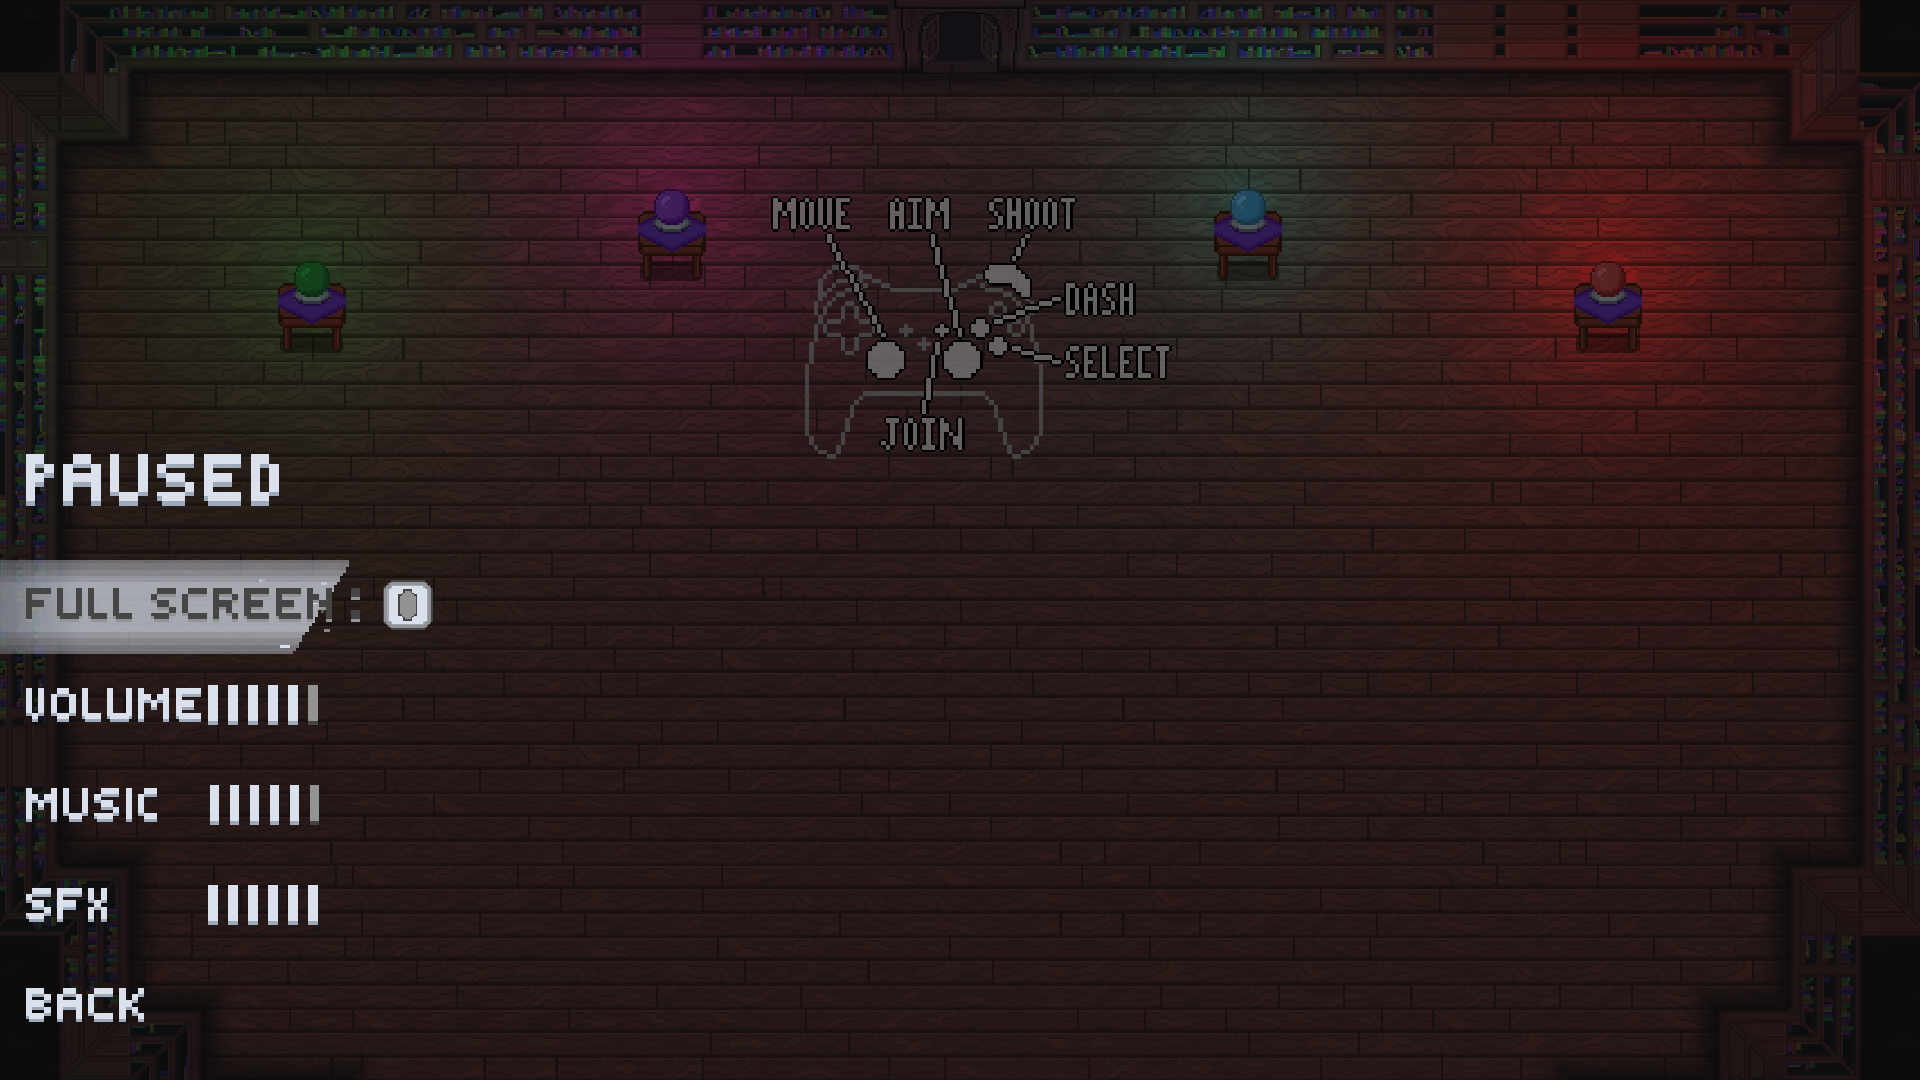 MOVE AIM SHOOT
DASH
SELECT
JOIN
PAUSED
FULL SCREEN:
VOLUME
MUSIC
SFX
BACK